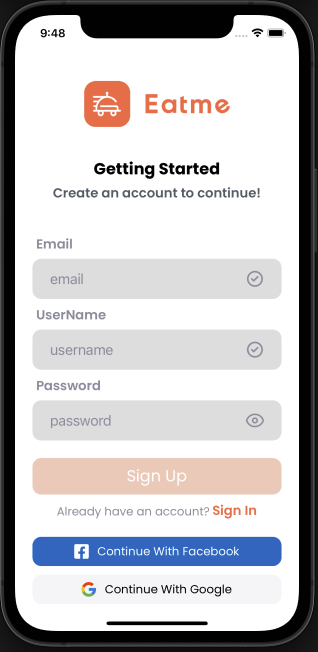 9:48
Eatme
Getting Started
Create an account to continue!
Email
email
UserName
username
Password
password
Sign Up
Already have an account? Sign In
Continue With Facebook
Continue With Google